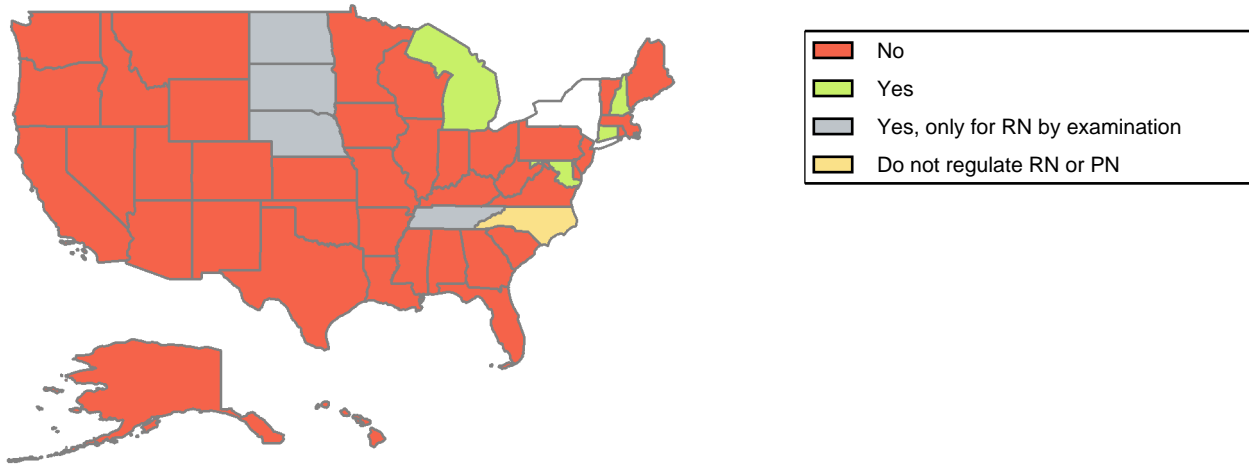 No
Yes
Yes, only for RN by examination
Do not regulate RN or PN